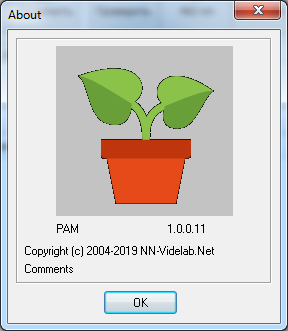 About
PAM 1.0.0.11
Copyright (c) 2004-2019 NN-Videlab.Net
Comments
OK